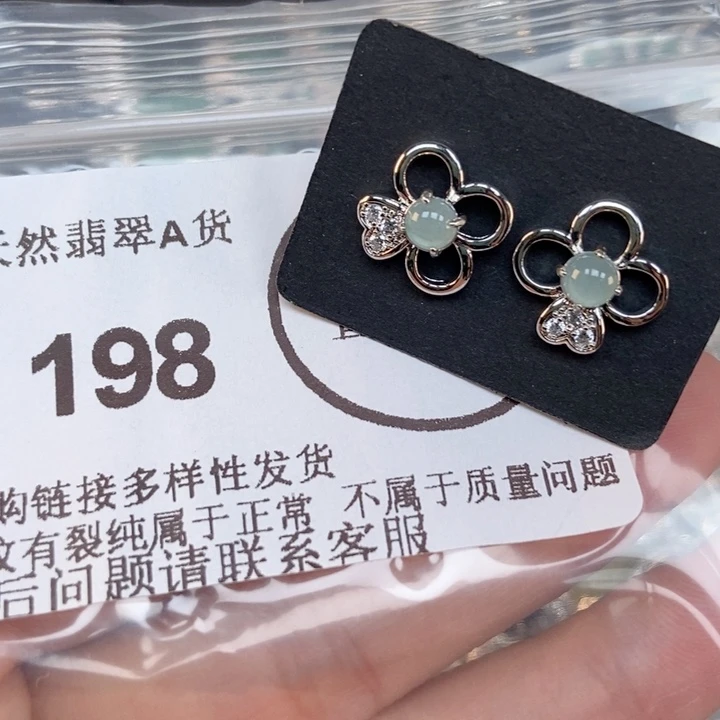 天然翡翠A货
198
购链接多样性发货
纹有裂纯属于正常 不属于质量问题
后问题请联系客服